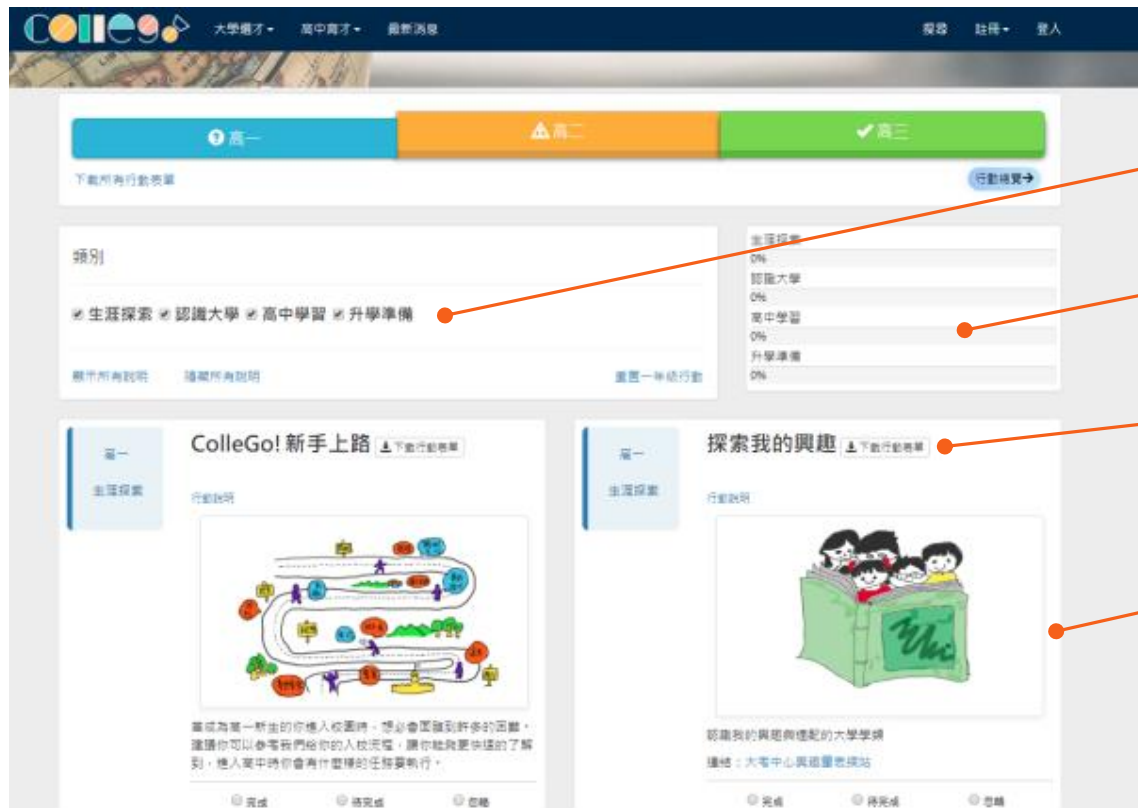 Collego
大學選才 高中育才 最新消息 搜尋 註冊 登入
高一 高二 高三
下載所有行動表單 行動總覽
類別
生涯探索 認識大學 高中學習 升學準備
顯示所有說明 隱藏所有說明 重置一年級行動
生涯探索
0%
認識大學
0%
高中學習
0%
升學準備
0%
高一
生涯探索
ColleGo! 新手上路 下載行動表單
行動說明
當成為高一新生的你進入校園時，想必會面臨到許多的困難。
建議你可以參考我們給你的入校流程，讓你能夠更快速的了解
到，進入高中時你會有什麼樣的任務要執行。
完成 待完成 忽略
高一
生涯探索
探索我的興趣 下載行動表單
行動說明
認識我的興趣與適配的大學學類
連結：大考中心興趣量表探站
完成 待完成 忽略